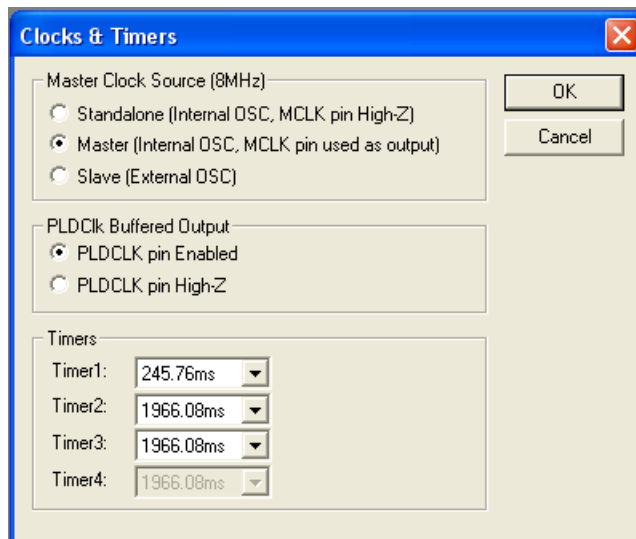 Clocks & Timers
Master Clock Source (8MHz)
Standalone (Internal OSC, MCLK pin High-Z)
Master (Internal OSC, MCLK pin used as output)
Slave (External OSC)
OK
Cancel
PLDClk Buffered Output
PLDCLK pin Enabled
PLDCLK pin High-Z
Timers
Timer1: 245.76ms
Timer2: 1966.08ms
Timer3: 1966.08ms
Timer4: 1966.08ms